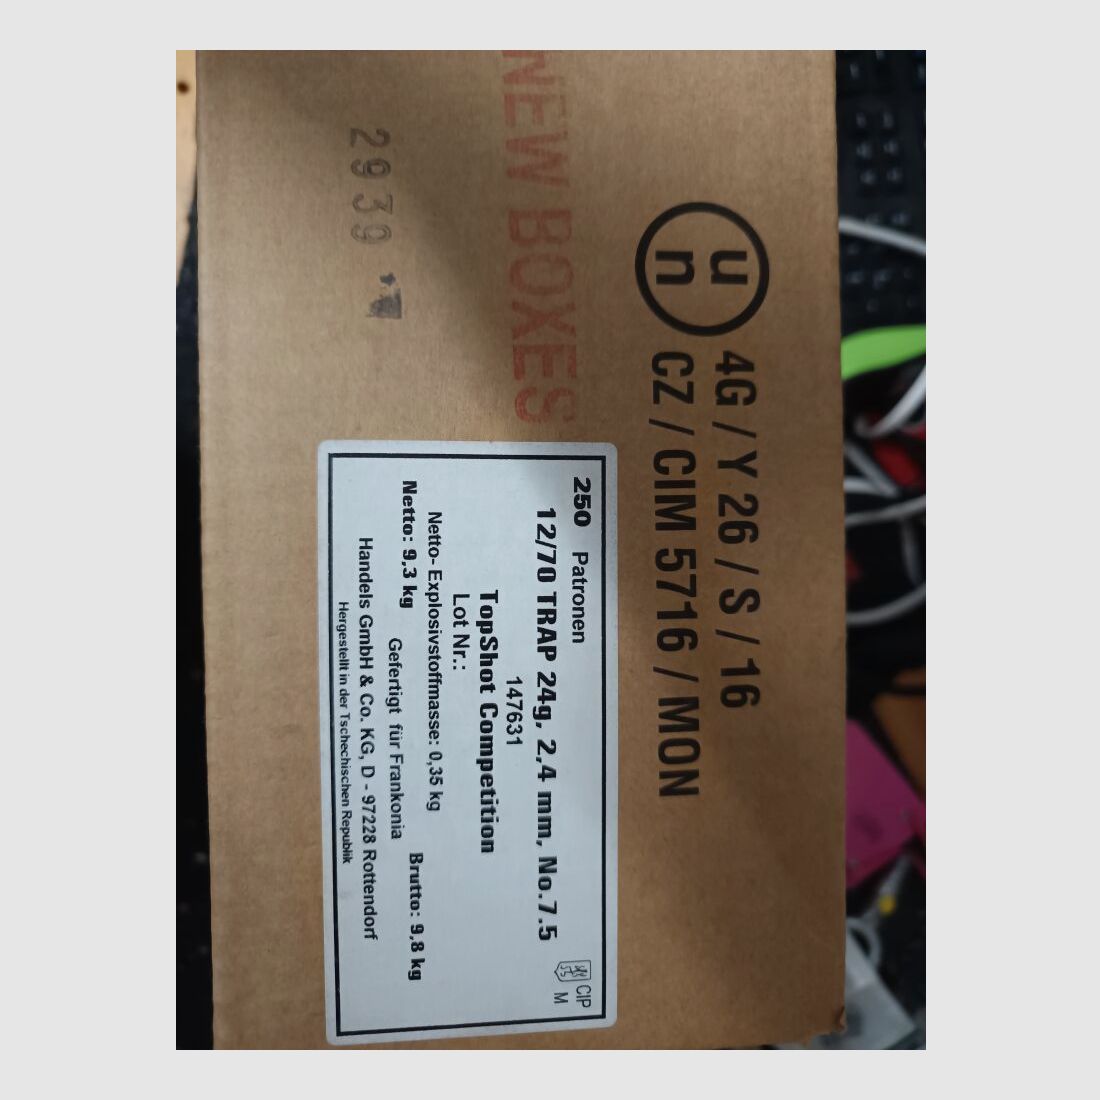 u
n
4G / Y 26 / S / 16
CZ / CIM 5716 / MON
NEW BOXES
2939
250 Patronen
CIP
M
12/70 TRAP 24g, 2,4 mm, No.7.5
147631
TopShot Competition
Lot Nr.:
Netto- Explosivstoffmasse: 0,35 kg
Netto: 9,3 kg Brutto: 9,8 kg
Gefertigt für Frankonia
Handels GmbH & Co. KG, D - 97228 Rottendorf
Hergestellt in der Tschechischen Republik